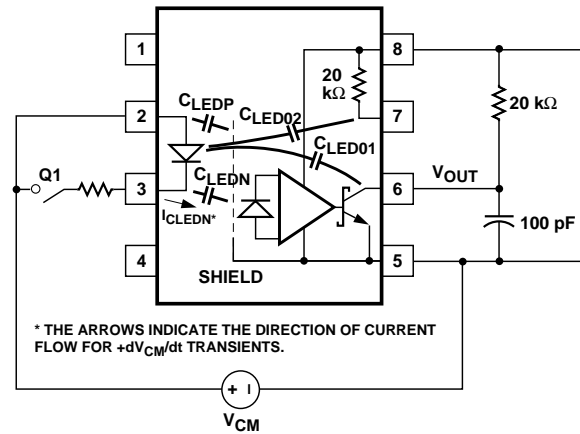 1
8
20
kΩ
CLEDP
CLED02
20 kΩ
2
7
CLED01
Q1
VOUT
3
CLEDN
6
ICLEDN*
100 pF
4
SHIELD
5
* THE ARROWS INDICATE THE DIRECTION OF CURRENT
FLOW FOR +dVCM/dt TRANSIENTS.
+ –
VCM